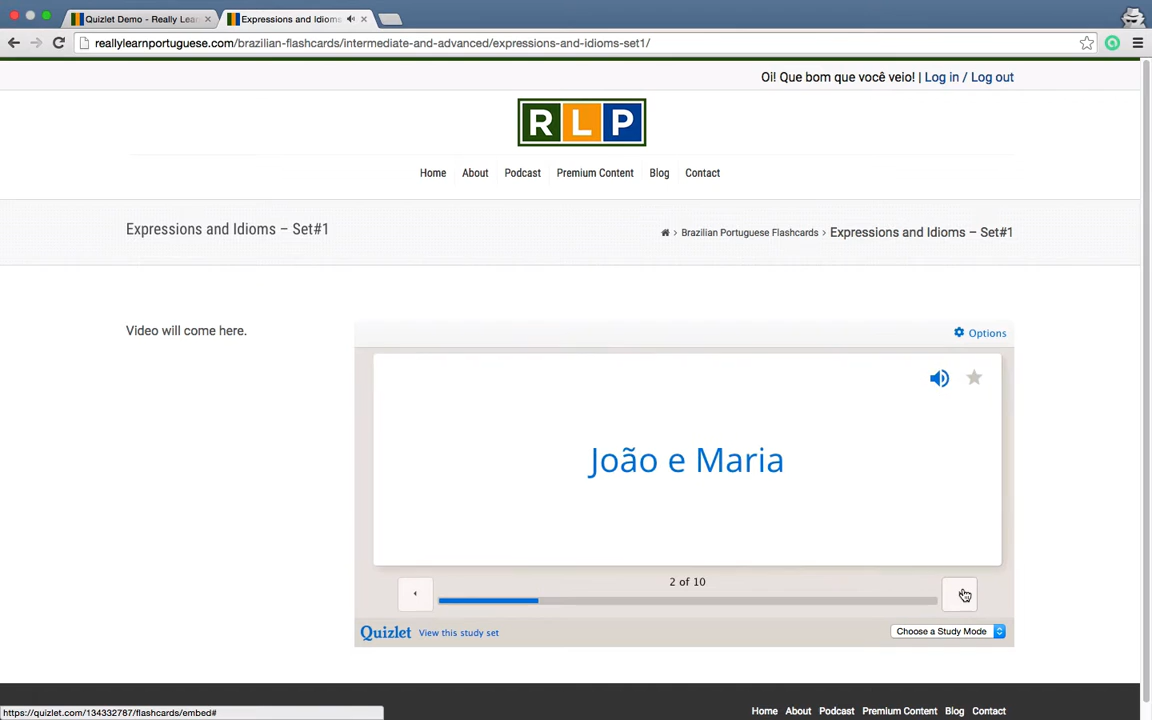 Quizlet Demo - Really Lea
Expressions and Idioms
reallylearnportuguese.com/brazilian-flashcards/intermediate-and-advanced/expressions-and-idioms-set1/
Oi! Que bom que você veio! | Log in / Log out
RLP
Home About Podcast Premium Content Blog Contact
Expressions and Idioms – Set#1
Brazilian Portuguese Flashcards › Expressions and Idioms – Set#1
Video will come here.
Options
João e Maria
2 of 10
Quizlet View this study set
Choose a Study Mode
Home About Podcast Premium Content Blog Contact
https://quizlet.com/134332787/flashcards/embed#